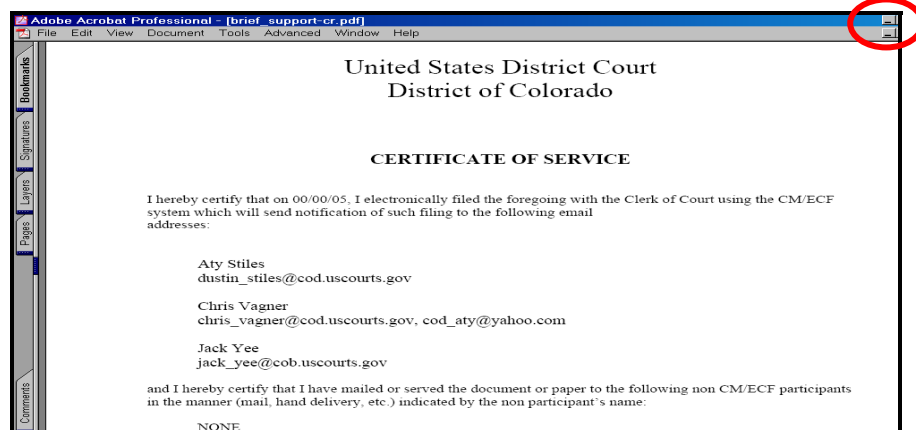 Adobe Acrobat Professional - [brief_support-cr.pdf]
File Edit View Document Tools Advanced Window Help
Bookmarks
Signatures
Layers
Pages
Comments
United States District Court
District of Colorado
CERTIFICATE OF SERVICE
I hereby certify that on 00/00/05, I electronically filed the foregoing with the Clerk of Court using the CM/ECF
system which will send notification of such filing to the following email
addresses:
Aty Stiles
dustin_stiles@cod.uscourts.gov
Chris Vagner
chris_vagner@cod.uscourts.gov, cod_aty@yahoo.com
Jack Yee
jack_yee@cob.uscourts.gov
and I hereby certify that I have mailed or served the document or paper to the following non CM/ECF participants
in the manner (mail, hand delivery, etc.) indicated by the non participant's name:
NONE